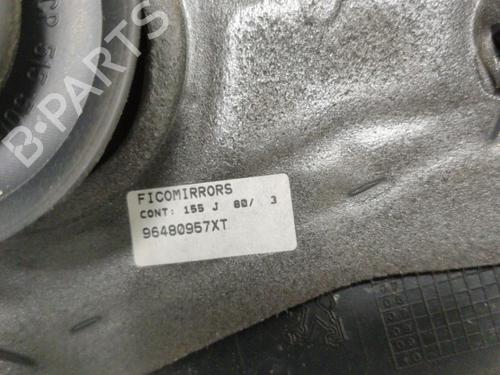 FICOMIRRORS
CONT: 155 J 80/ 3
96480957XT
B-PARTS